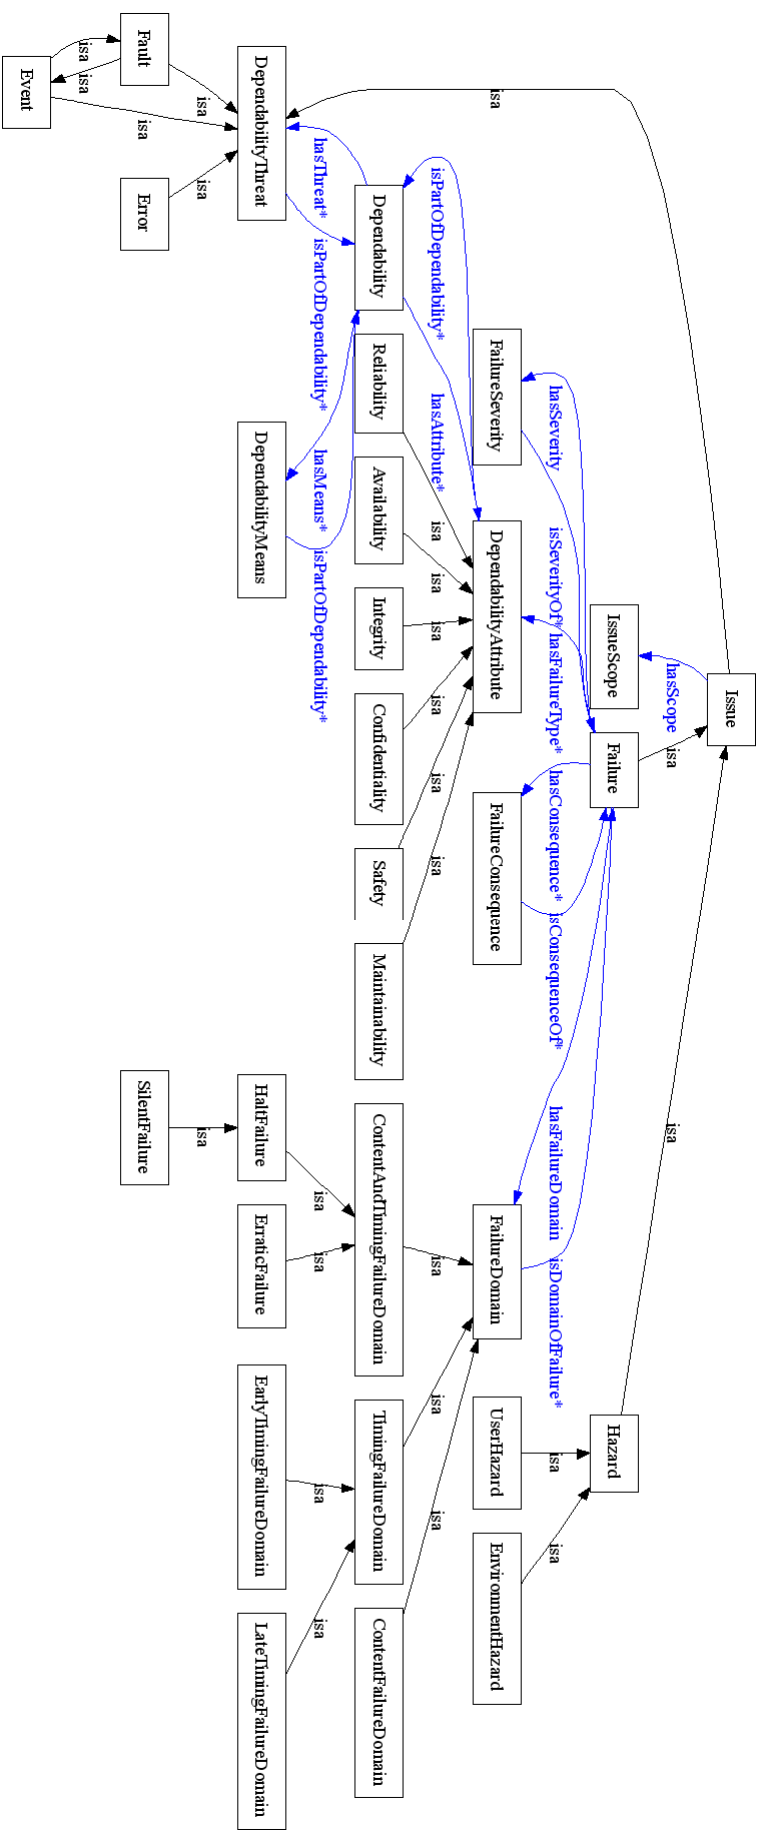 Issue
hasScope
isa
isa
IssueScope
Failure
Hazard
hasSeverity
isSeverityOf*
hasFailureType*
hasConsequence*
isConsequenceOf*
hasFailureDomain
isDomainOfFailure*
isa
isa
isa
FailureSeverity
DependabilityAttribute
FailureConsequence
FailureDomain
UserHazard
EnvironmentHazard
isPartOfDependability*
hasAttribute*
isa
isa
isa
isa
isa
isa
isa
isa
isa
Dependability
Reliability
Availability
Integrity
Confidentiality
Safety
Maintainability
ContentAndTimingFailureDomain
TimingFailureDomain
ContentFailureDomain
hasThreat*
isPartOfDependability*
hasMeans*
isPartOfDependability*
isa
isa
isa
isa
DependabilityThreat
DependabilityMeans
HaltFailure
ErraticFailure
EarlyTimingFailureDomain
LateTimingFailureDomain
isa
isa
isa
Fault
isa
Error
SilentFailure
isa
isa
Event